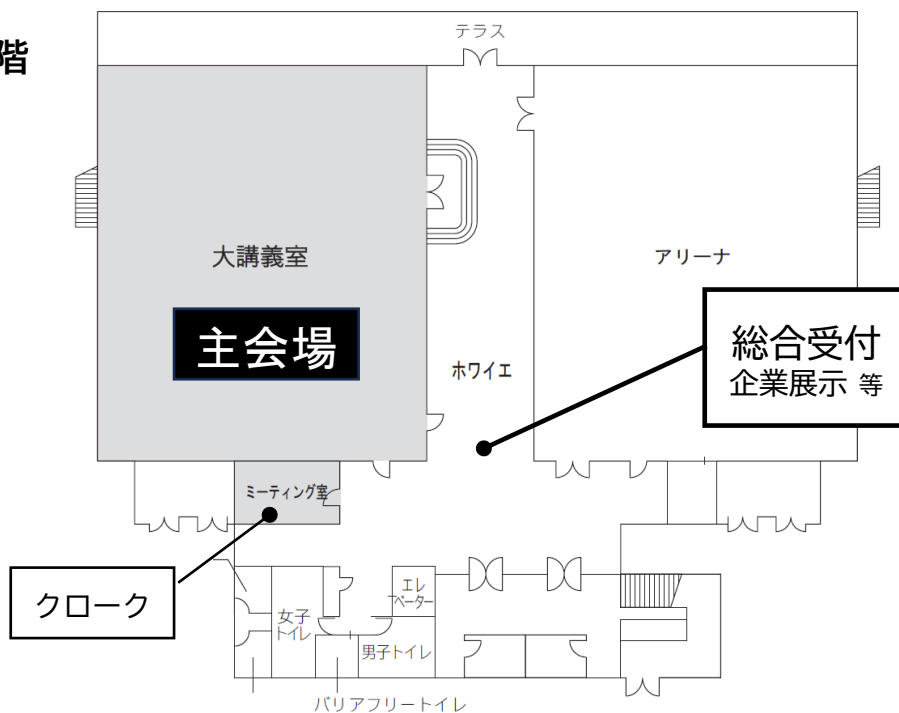 階
テラス
大講義室
アリーナ
主会場
総合受付
企業展示 等
ホワイエ
ミーティング室
クローク
エレ
ベーター
女子
トイレ
男子トイレ
バリアフリートイレ